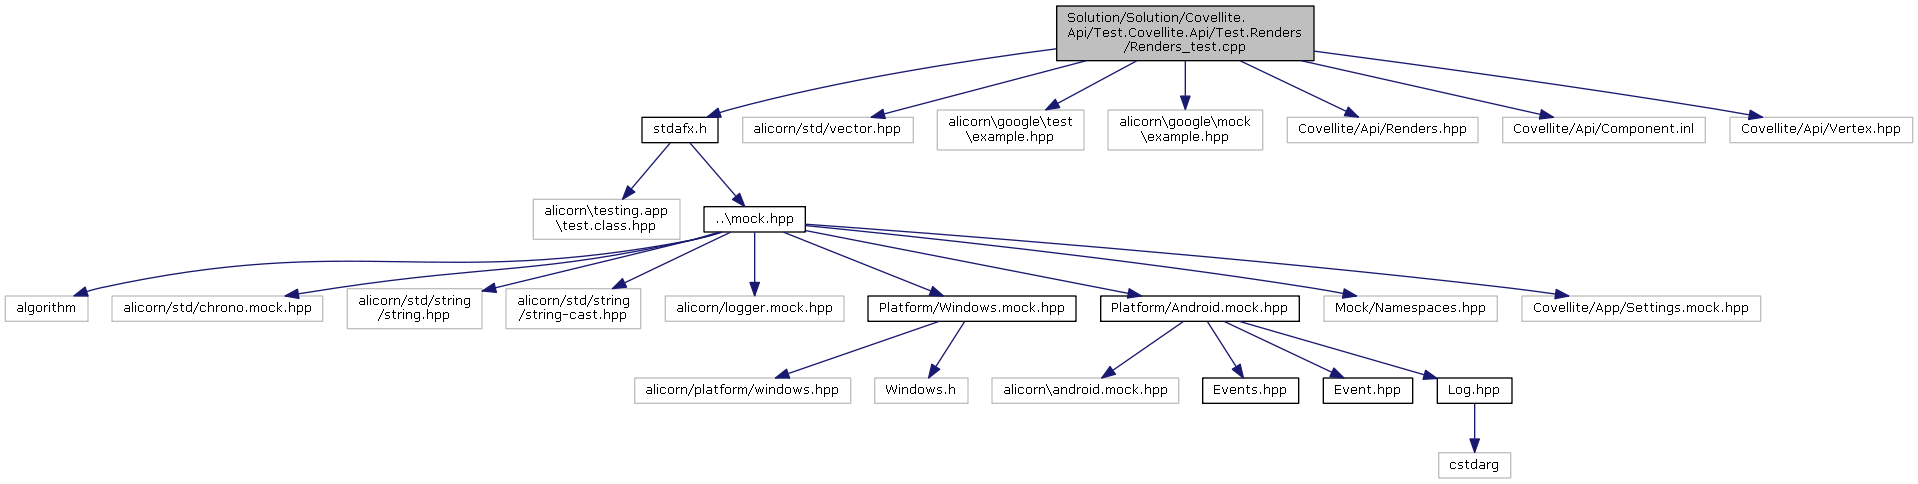 Solution/Solution/Covellite.
Api/Test.Covellite.Api/Test.Renders
/Renders_test.cpp
stdafx.h
alicorn/std/vector.hpp
alicorn\google\test
\example.hpp
alicorn\google\mock
\example.hpp
Covellite/Api/Renders.hpp
Covellite/Api/Component.inl
Covellite/Api/Vertex.hpp
alicorn\testing.app
\test.class.hpp
..\mock.hpp
algorithm
alicorn/std/chrono.mock.hpp
alicorn/std/string
/string.hpp
alicorn/std/string
/string-cast.hpp
alicorn/logger.mock.hpp
Platform/Windows.mock.hpp
Platform/Android.mock.hpp
Mock/Namespaces.hpp
Covellite/App/Settings.mock.hpp
alicorn/platform/windows.hpp
Windows.h
alicorn\android.mock.hpp
Events.hpp
Event.hpp
Log.hpp
cstdarg